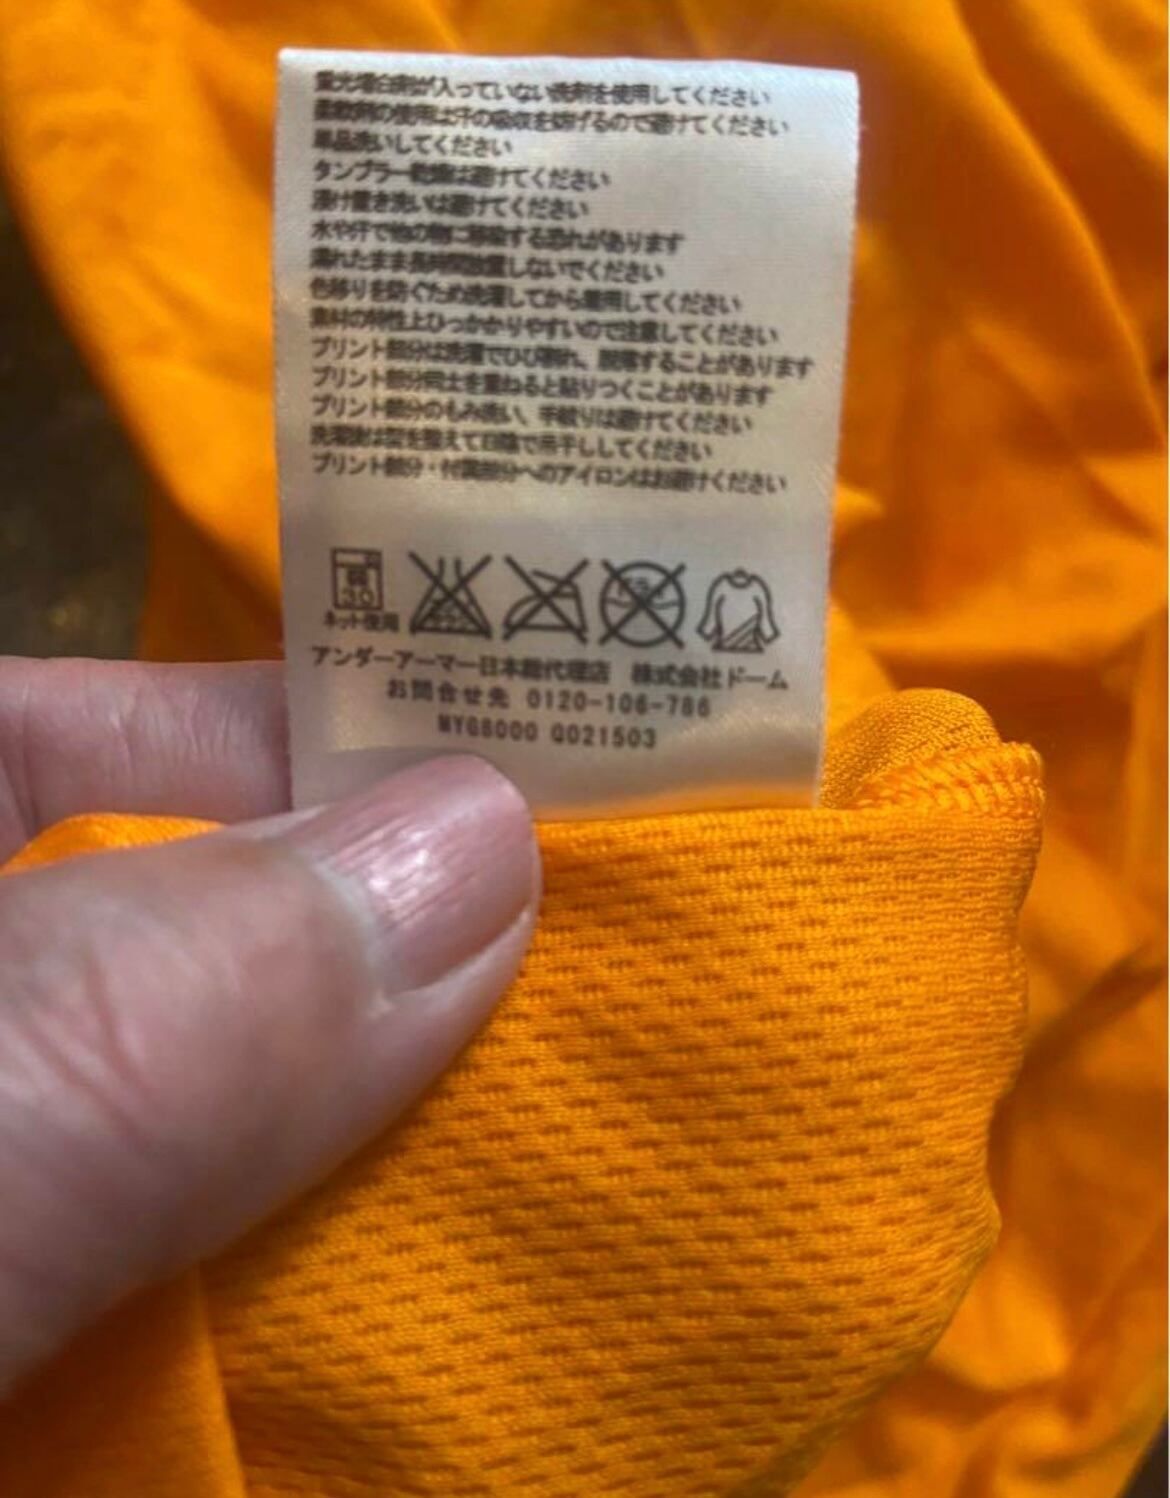 蛍光増白剤が入っていない洗剤を使用してください
柔軟剤の使用は汗の吸収を妨げるので避けてください
単品洗いしてください
タンブラー乾燥は避けてください
漬け置き洗いは避けてください
水や汗で他の物に移染する恐れがあります
濡れたまま長時間放置しないでください
色移りを防ぐため洗濯してから着用してください
素材の特性上ひっかかりやすいので注意してください
プリント部分は洗濯でひび割れ、脱落することがあります
プリント部分同士を重ねると貼りつくことがあります
プリント部分のもみ洗い、手絞りは避けてください
洗濯後は型を整えて日陰で吊干ししてください
プリント部分・付属部分へのアイロンはお避けください
弱
30
ネット使用
エンソ
サラシ
ドライ
アンダーアーマー日本総代理店 株式会社ドーム
お問合せ先 0120-106-786
MYG8000 Q021503